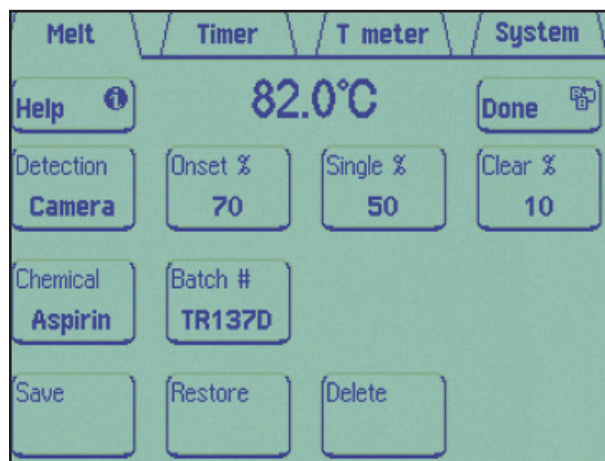 Melt Timer T meter System
Help 82.0°C Done
Detection Onset % Single % Clear %
Camera 70 50 10
Chemical Batch #
Aspirin TR137D
Save Restore Delete